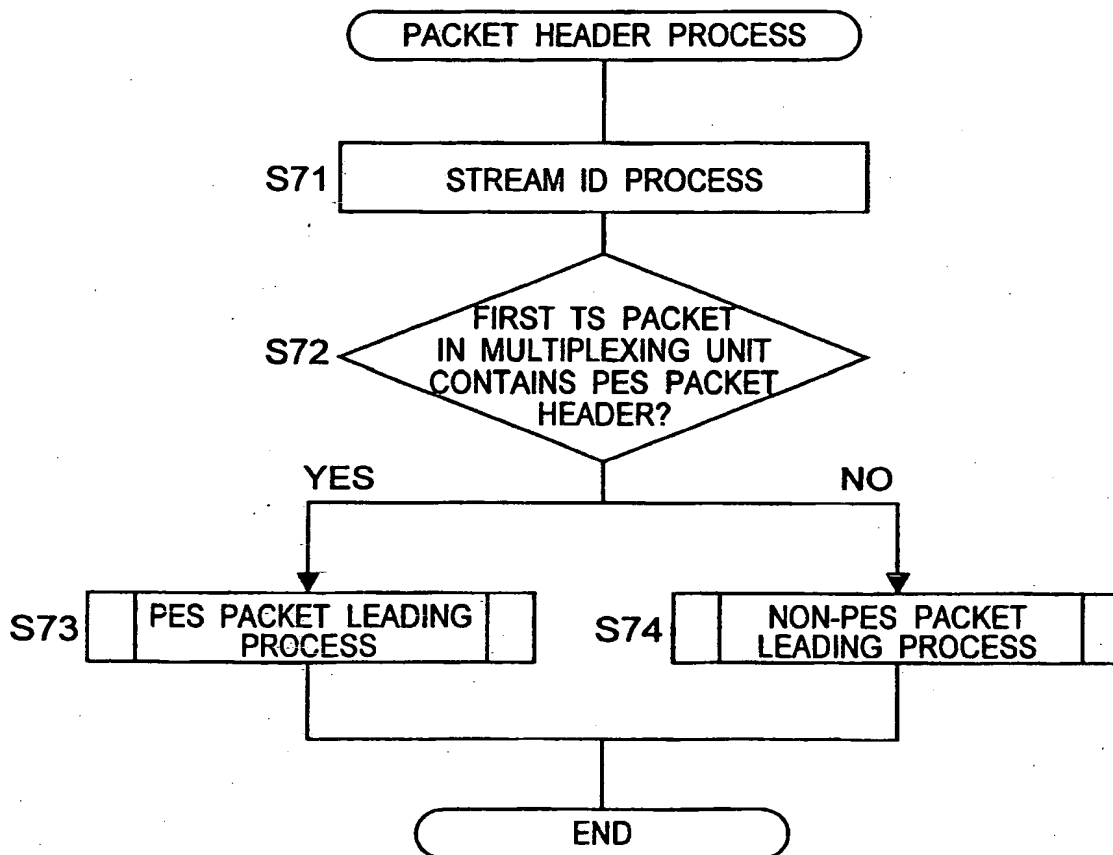 PACKET HEADER PROCESS
S71
STREAM ID PROCESS
S72
FIRST TS PACKET
IN MULTIPLEXING UNIT
CONTAINS PES PACKET
HEADER?
YES
NO
S73
PES PACKET LEADING
PROCESS
S74
NON-PES PACKET
LEADING PROCESS
END